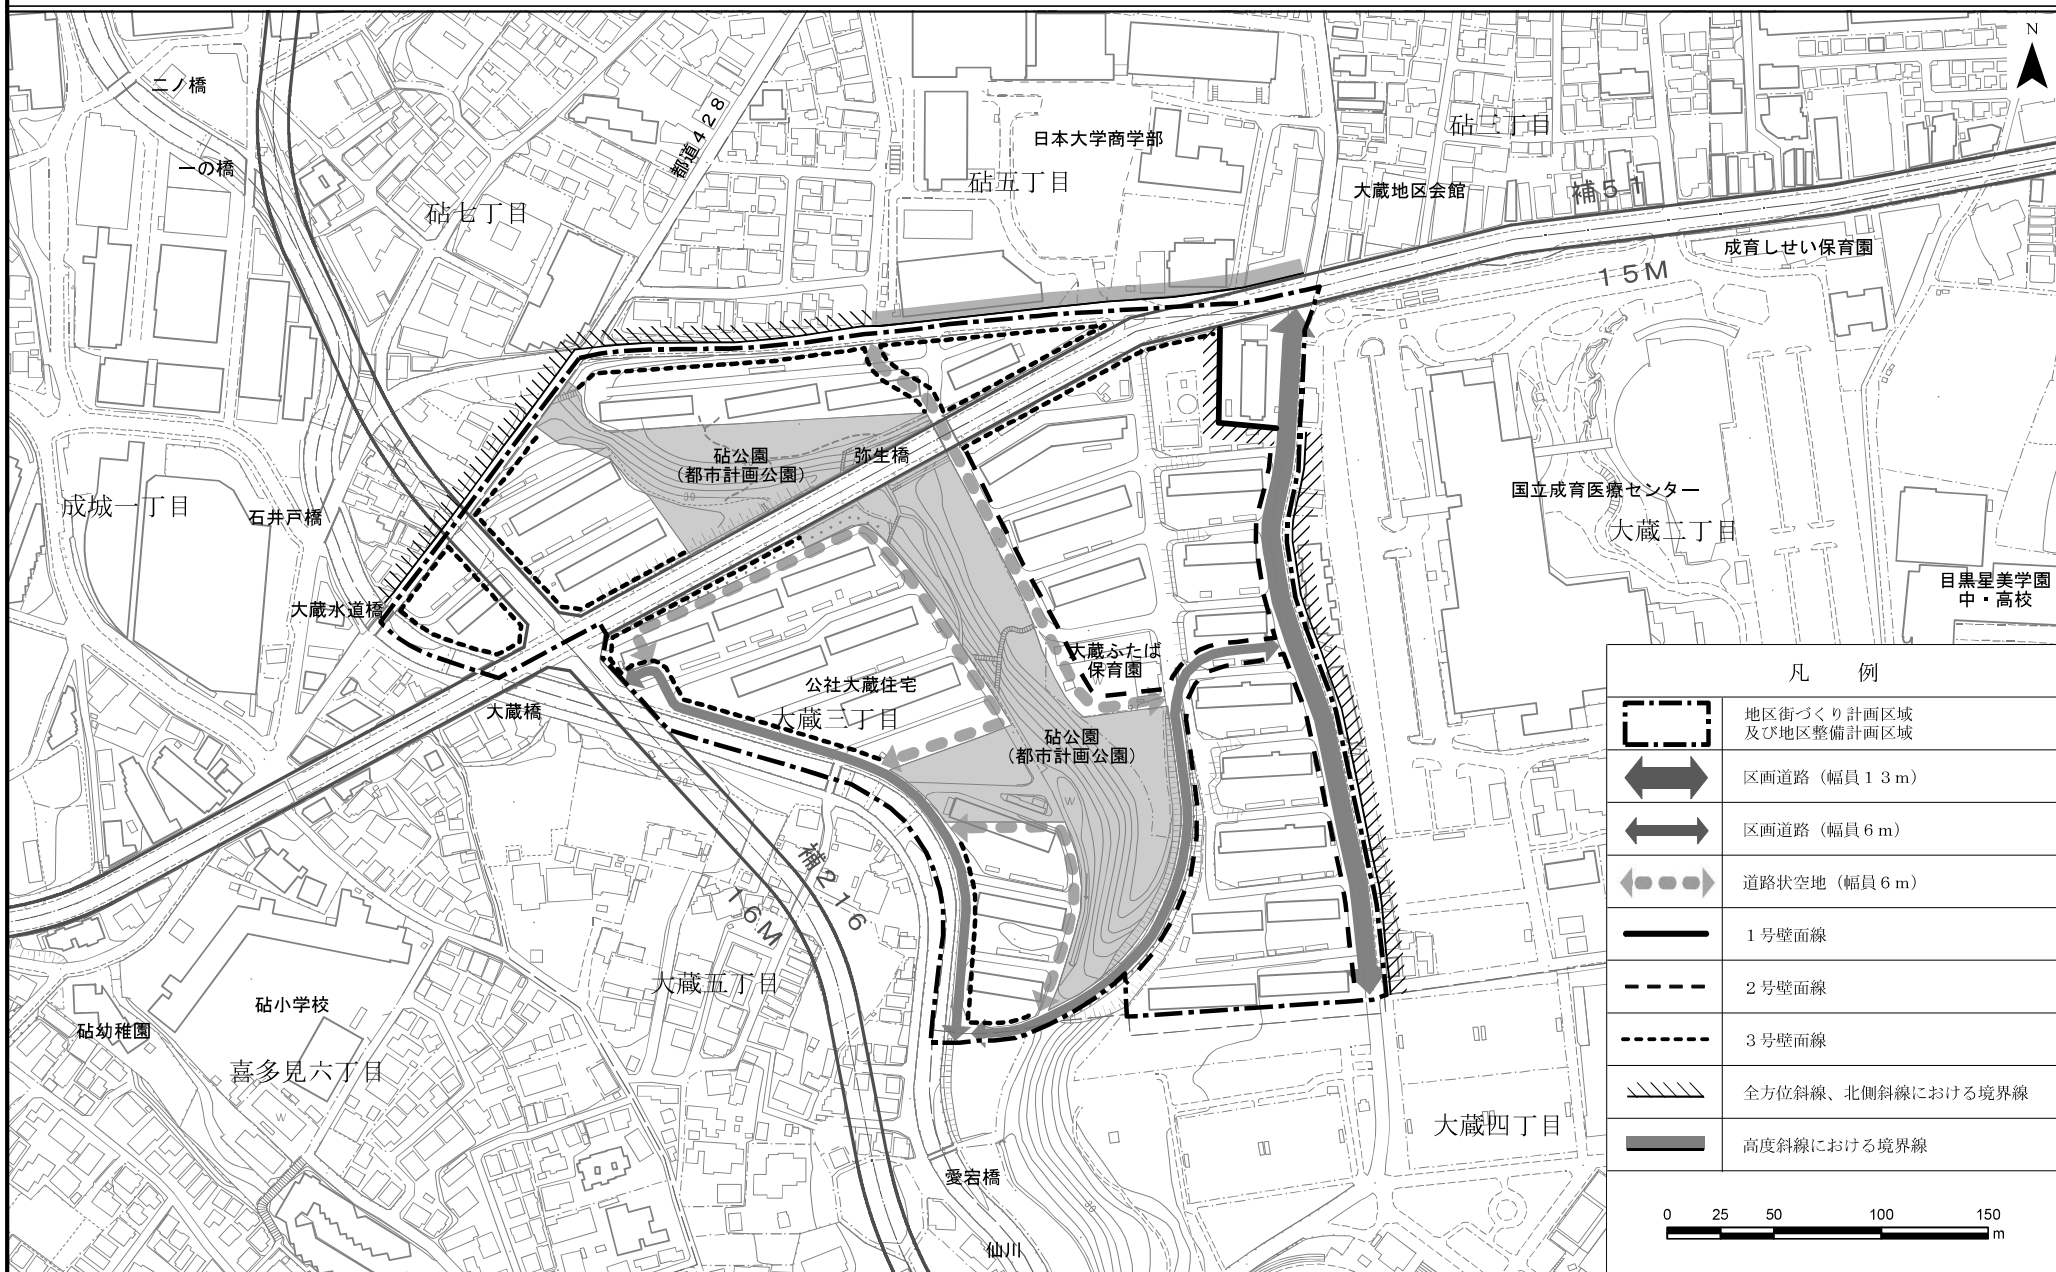 N
二ノ橋
一の橋
都道428
砧七丁目
日本大学商学部
砧五丁目
砧三丁目
大蔵地区会館
補51
成育しせい保育園
15M
砧公園
(都市計画公園)
弥生橋
30
成城一丁目
石井戸橋
国立成育医療センター
大蔵二丁目
目黒星美学園
中・高校
大蔵水道橋
大蔵ふたば
保育園
W
公社大蔵住宅
大蔵三丁目
大蔵橋
砧公園
(都市計画公園)
30
W
補216
16M
大蔵五丁目
砧小学校
砧幼稚園
喜多見六丁目
W
大蔵四丁目
愛宕橋
30
仙川
凡 例
地区街づくり計画区域
及び地区整備計画区域
区画道路(幅員13m)
区画道路(幅員6m)
道路状空地(幅員6m)
1号壁面線
2号壁面線
3号壁面線
全方位斜線、北側斜線における境界線
高度斜線における境界線
0 25 50 100 150
m